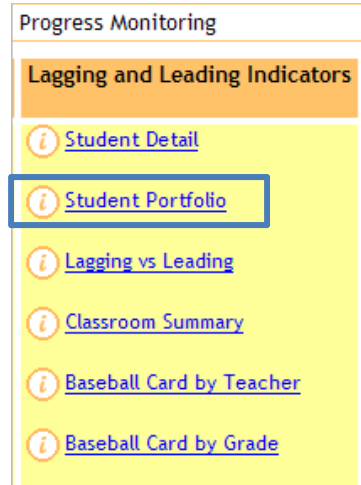 Progress Monitoring
Lagging and Leading Indicators
i Student Detail
i Student Portfolio
i Lagging vs Leading
i Classroom Summary
i Baseball Card by Teacher
i Baseball Card by Grade